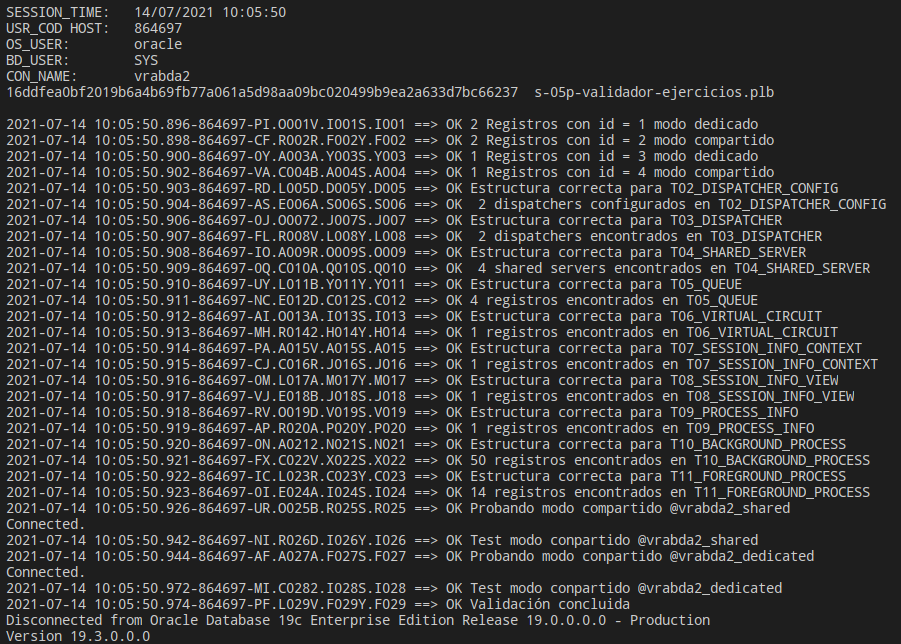 SESSION_TIME:   14/07/2021 10:05:50
USR_COD HOST:   864697
OS_USER:        oracle
BD_USER:        SYS
CON_NAME:       vrabda2
16ddfea0bf2019b6a4b69fb77a061a5d98aa09bc020499b9ea2a633d7bc66237  s-05p-validador-ejercicios.plb
2021-07-14 10:05:50.896-864697-PI.O001V.I001S.I001 ==> OK 2 Registros con id = 1 modo dedicado
2021-07-14 10:05:50.898-864697-CF.R002R.F002Y.F002 ==> OK 2 Registros con id = 2 modo compartido
2021-07-14 10:05:50.900-864697-OY.A003A.Y003S.Y003 ==> OK 1 Registros con id = 3 modo dedicado
2021-07-14 10:05:50.902-864697-VA.C004B.A004S.A004 ==> OK 1 Registros con id = 4 modo compartido
2021-07-14 10:05:50.903-864697-RD.L005D.D005Y.D005 ==> OK Estructura correcta para T02_DISPATCHER_CONFIG
2021-07-14 10:05:50.904-864697-AS.E006A.S006S.S006 ==> OK  2 dispatchers configurados en T02_DISPATCHER_CONFIG
2021-07-14 10:05:50.906-864697-0J.O0072.J007S.J007 ==> OK Estructura correcta para T03_DISPATCHER
2021-07-14 10:05:50.907-864697-FL.R008V.L008Y.L008 ==> OK  2 dispatchers encontrados en T03_DISPATCHER
2021-07-14 10:05:50.908-864697-IO.A009R.O009S.O009 ==> OK Estructura correcta para T04_SHARED_SERVER
2021-07-14 10:05:50.909-864697-0Q.C010A.Q010S.Q010 ==> OK  4 shared servers encontrados en T04_SHARED_SERVER
2021-07-14 10:05:50.910-864697-UY.L011B.Y011Y.Y011 ==> OK Estructura correcta para T05_QUEUE
2021-07-14 10:05:50.911-864697-NC.E012D.C012S.C012 ==> OK 4 registros encontrados en T05_QUEUE
2021-07-14 10:05:50.912-864697-AI.O013A.I013S.I013 ==> OK Estructura correcta para T06_VIRTUAL_CIRCUIT
2021-07-14 10:05:50.913-864697-MH.R0142.H014Y.H014 ==> OK 1 registros encontrados en T06_VIRTUAL_CIRCUIT
2021-07-14 10:05:50.914-864697-PA.A015V.A015S.A015 ==> OK Estructura correcta para T07_SESSION_INFO_CONTEXT
2021-07-14 10:05:50.915-864697-CJ.C016R.J016S.J016 ==> OK 1 registros encontrados en T07_SESSION_INFO_CONTEXT
2021-07-14 10:05:50.916-864697-0M.L017A.M017Y.M017 ==> OK Estructura correcta para T08_SESSION_INFO_VIEW
2021-07-14 10:05:50.917-864697-VJ.E018B.J018S.J018 ==> OK 1 registros encontrados en T08_SESSION_INFO_VIEW
2021-07-14 10:05:50.918-864697-RV.O019D.V019S.V019 ==> OK Estructura correcta para T09_PROCESS_INFO
2021-07-14 10:05:50.919-864697-AP.R020A.P020Y.P020 ==> OK 1 registros encontrados en T09_PROCESS_INFO
2021-07-14 10:05:50.920-864697-0N.A0212.N021S.N021 ==> OK Estructura correcta para T10_BACKGROUND_PROCESS
2021-07-14 10:05:50.921-864697-FX.C022V.X022S.X022 ==> OK 50 registros encontrados en T10_BACKGROUND_PROCESS
2021-07-14 10:05:50.922-864697-IC.L023R.C023Y.C023 ==> OK Estructura correcta para T11_FOREGROUND_PROCESS
2021-07-14 10:05:50.923-864697-OI.E024A.I024S.I024 ==> OK 14 registros encontrados en T11_FOREGROUND_PROCESS
2021-07-14 10:05:50.926-864697-UR.O025B.R025S.R025 ==> OK Probando modo compartido @vrabda2_shared
Connected.
2021-07-14 10:05:50.942-864697-NI.R026D.I026Y.I026 ==> OK Test modo conpartido @vrabda2_shared
2021-07-14 10:05:50.944-864697-AF.A027A.F027S.F027 ==> OK Probando modo conpartido @vrabda2_dedicated
Connected.
2021-07-14 10:05:50.972-864697-MI.C0282.I028S.I028 ==> OK Test modo conpartido @vrabda2_dedicated
2021-07-14 10:05:50.974-864697-PF.L029V.F029Y.F029 ==> OK Validación concluida
Disconnected from Oracle Database 19c Enterprise Edition Release 19.0.0.0.0 - Production
Version 19.3.0.0.0